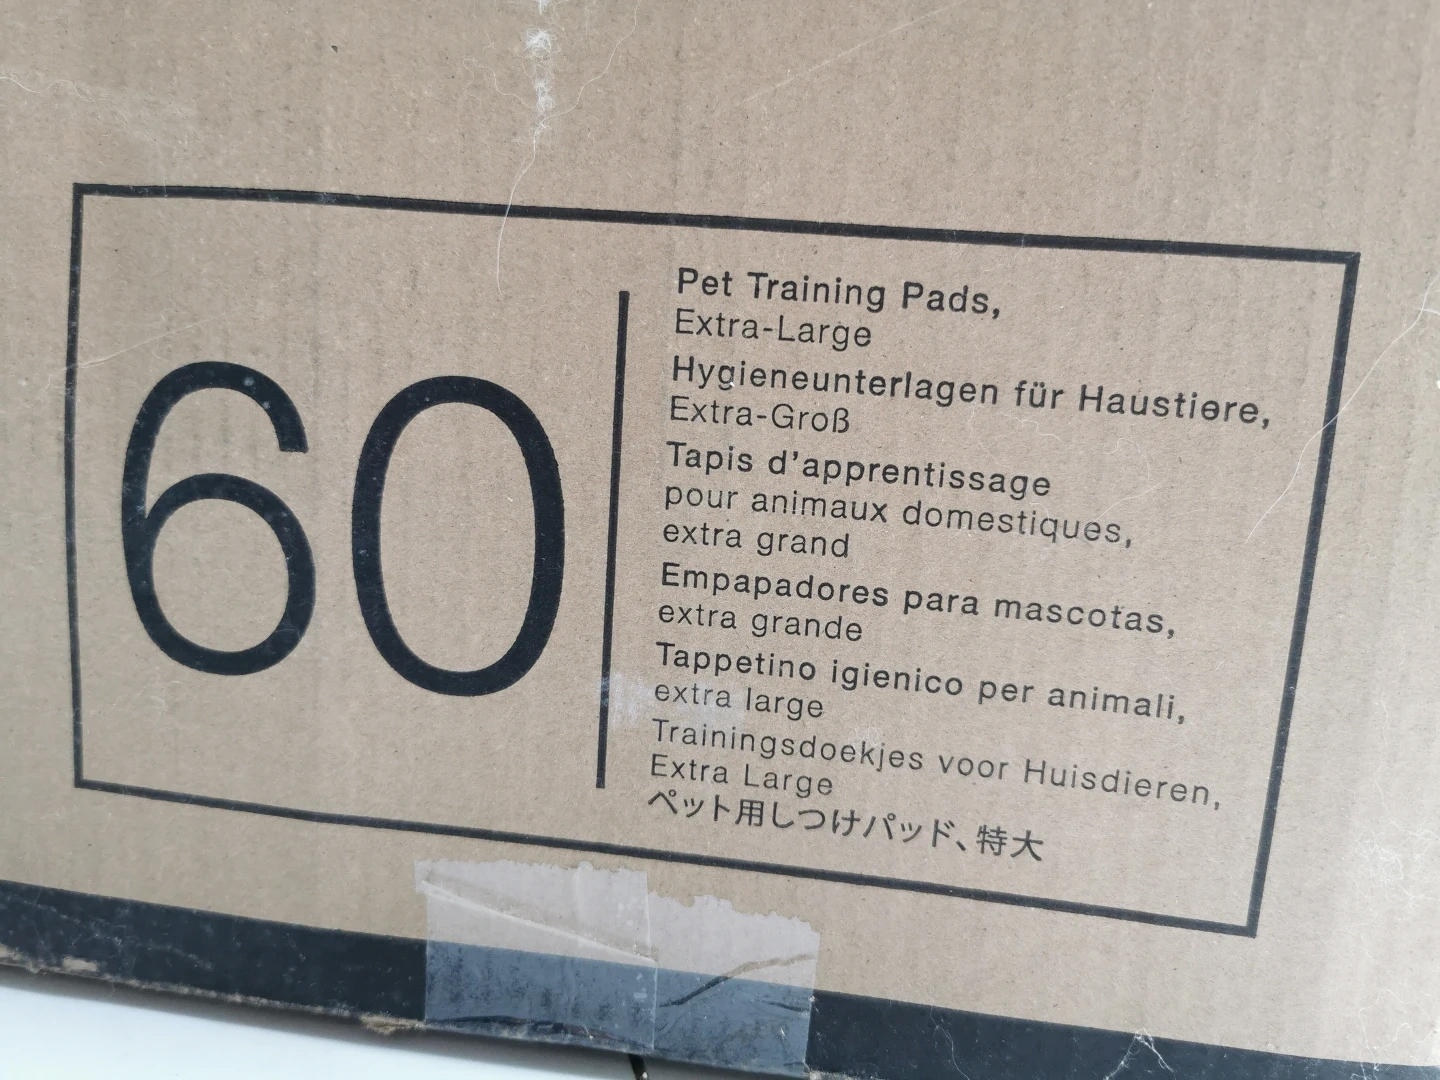 60
Pet Training Pads,
Extra-Large
Hygieneunterlagen für Haustiere,
Extra-Groß
Tapis d'apprentissage
pour animaux domestiques,
extra grand
Empapadores para mascotas,
extra grande
Tappetino igienico per animali,
extra large
Trainingsdoekjes voor Huisdieren,
Extra Large
ペット用しつけパッド、特大